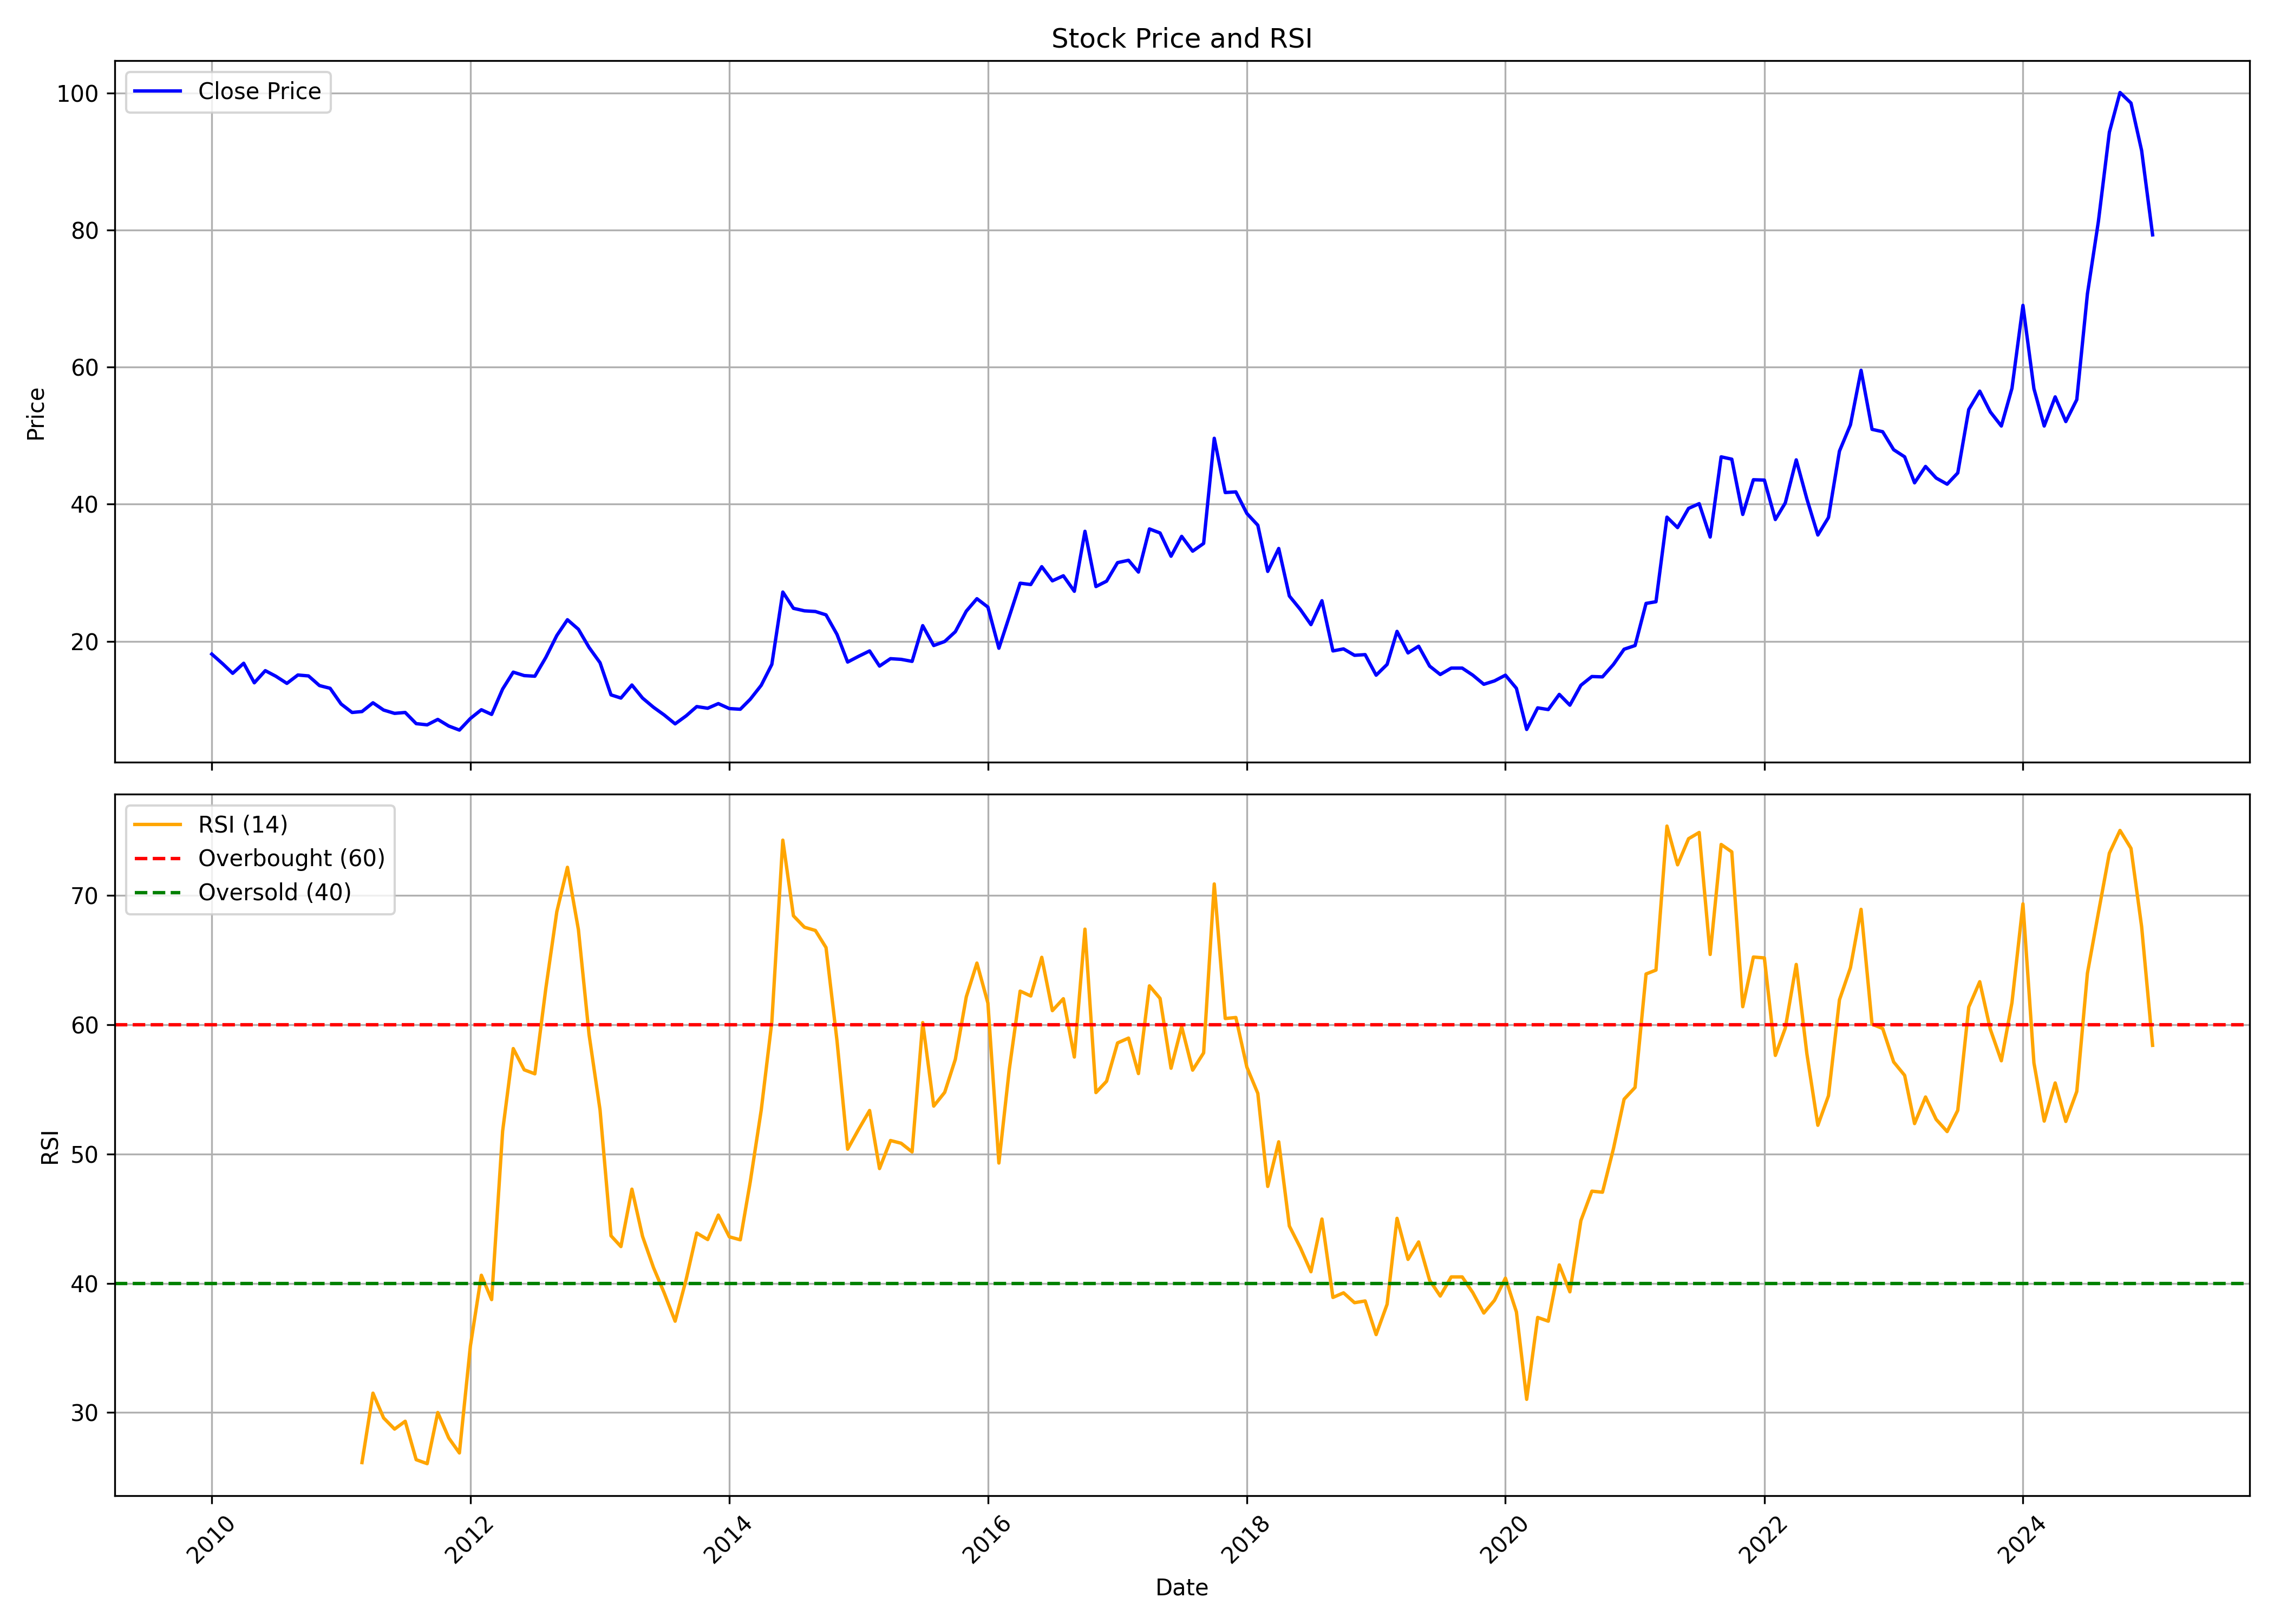 Stock Price and RSI
Close Price
100
80
60
40
20
Price
RSI (14)
Overbought (60)
Oversold (40)
70
60
50
40
30
RSI
2010
2012
2014
2016
2018
2020
2022
2024
Date